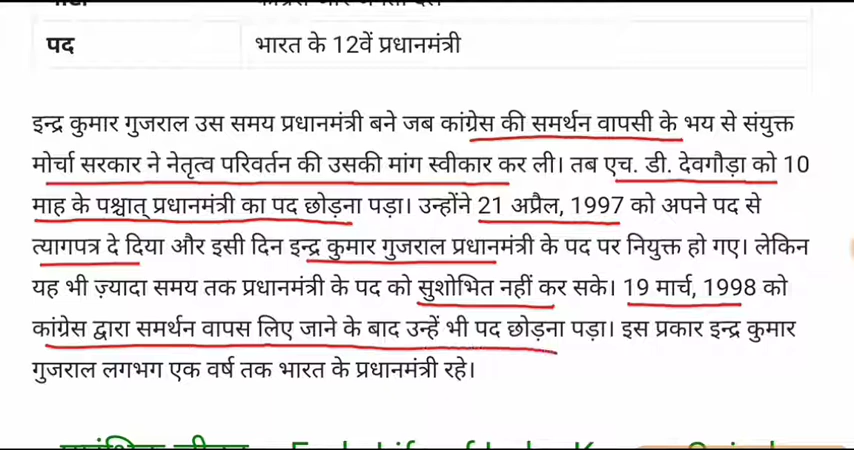 पद भारत के 12वें प्रधानमंत्री
इन्द्र कुमार गुजराल उस समय प्रधानमंत्री बने जब कांग्रेस की समर्थन वापसी के भय से संयुक्त
मोर्चा सरकार ने नेतृत्व परिवर्तन की उसकी मांग स्वीकार कर ली। तब एच. डी. देवगौड़ा को 10
माह के पश्चात् प्रधानमंत्री का पद छोड़ना पड़ा। उन्होंने 21 अप्रैल, 1997 को अपने पद से
त्यागपत्र दे दिया और इसी दिन इन्द्र कुमार गुजराल प्रधानमंत्री के पद पर नियुक्त हो गए। लेकिन
यह भी ज़्यादा समय तक प्रधानमंत्री के पद को सुशोभित नहीं कर सके। 19 मार्च, 1998 को
कांग्रेस द्वारा समर्थन वापस लिए जाने के बाद उन्हें भी पद छोड़ना पड़ा। इस प्रकार इन्द्र कुमार
गुजराल लगभग एक वर्ष तक भारत के प्रधानमंत्री रहे।